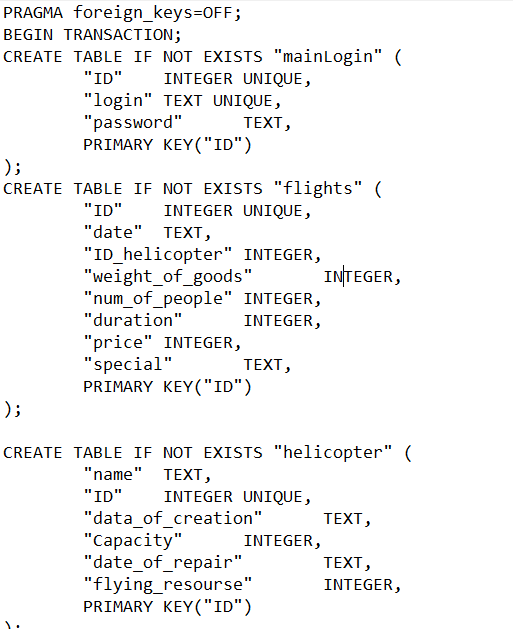 PRAGMA foreign_keys=OFF;
BEGIN TRANSACTION;
CREATE TABLE IF NOT EXISTS "mainLogin" (
"ID" INTEGER UNIQUE,
"login" TEXT UNIQUE,
"password" TEXT,
PRIMARY KEY("ID")
);
CREATE TABLE IF NOT EXISTS "flights" (
"ID" INTEGER UNIQUE,
"date" TEXT,
"ID_helicopter" INTEGER,
"weight_of_goods" INTEGER,
"num_of_people" INTEGER,
"duration" INTEGER,
"price" INTEGER,
"special" TEXT,
PRIMARY KEY("ID")
);
CREATE TABLE IF NOT EXISTS "helicopter" (
"name" TEXT,
"ID" INTEGER UNIQUE,
"data_of_creation" TEXT,
"Capacity" INTEGER,
"date_of_repair" TEXT,
"flying_resourse" INTEGER,
PRIMARY KEY("ID")
);